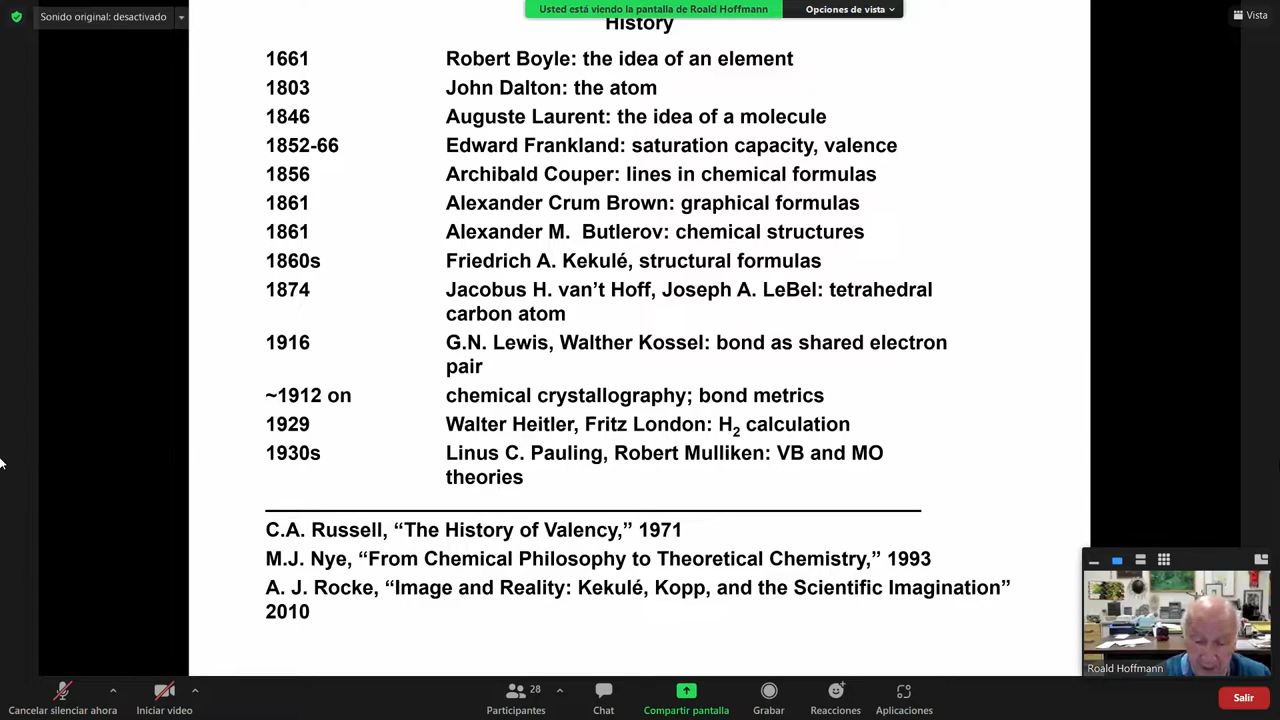 Sonido original: desactivado
Usted está viendo la pantalla de Roald Hoffmann
Opciones de vista
Vista
History
1661 Robert Boyle: the idea of an element
1803 John Dalton: the atom
1846 Auguste Laurent: the idea of a molecule
1852-66 Edward Frankland: saturation capacity, valence
1856 Archibald Couper: lines in chemical formulas
1861 Alexander Crum Brown: graphical formulas
1861 Alexander M. Butlerov: chemical structures
1860s Friedrich A. Kekulé, structural formulas
1874 Jacobus H. van’t Hoff, Joseph A. LeBel: tetrahedral
carbon atom
1916 G.N. Lewis, Walther Kossel: bond as shared electron
pair
~1912 on chemical crystallography; bond metrics
1929 Walter Heitler, Fritz London: H2 calculation
1930s Linus C. Pauling, Robert Mulliken: VB and MO
theories
C.A. Russell, “The History of Valency,” 1971
M.J. Nye, “From Chemical Philosophy to Theoretical Chemistry,” 1993
A. J. Rocke, “Image and Reality: Kekulé, Kopp, and the Scientific Imagination”
2010
Roald Hoffmann
28
Cancelar silenciar ahora
Iniciar video
Participantes
Chat
Compartir pantalla
Grabar
Reacciones
Aplicaciones
Salir